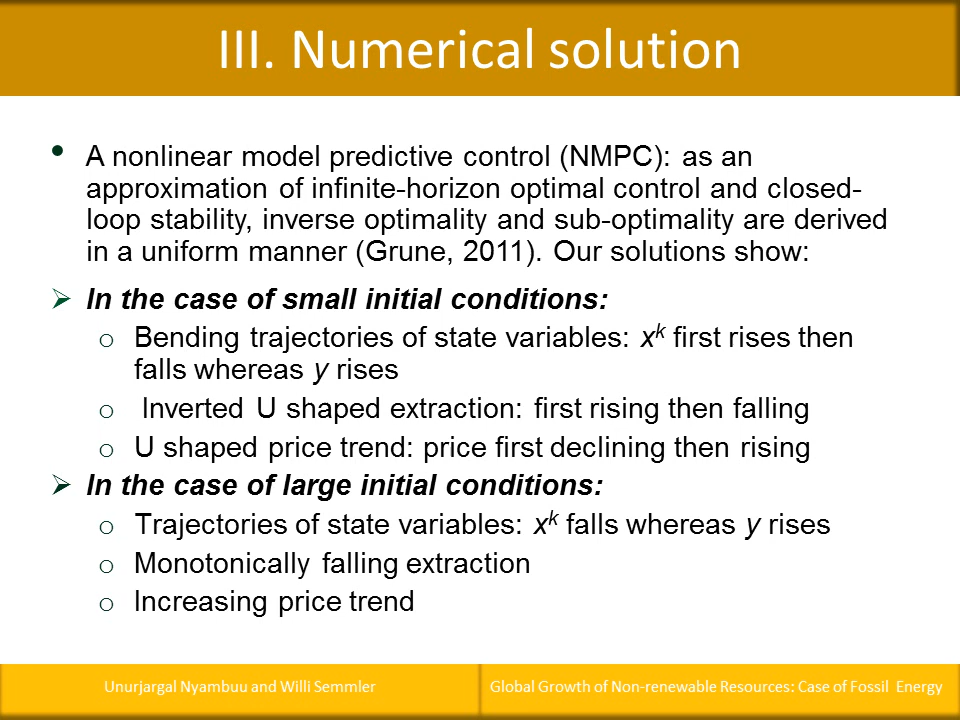 III. Numerical solution
• A nonlinear model predictive control (NMPC): as an
approximation of infinite-horizon optimal control and closed-
loop stability, inverse optimality and sub-optimality are derived
in a uniform manner (Grune, 2011). Our solutions show:
➢ In the case of small initial conditions:
o Bending trajectories of state variables: xᵏ first rises then
falls whereas y rises
o Inverted U shaped extraction: first rising then falling
o U shaped price trend: price first declining then rising
➢ In the case of large initial conditions:
o Trajectories of state variables: xᵏ falls whereas y rises
o Monotonically falling extraction
o Increasing price trend
Unurjargal Nyambuu and Willi Semmler
Global Growth of Non-renewable Resources: Case of Fossil Energy